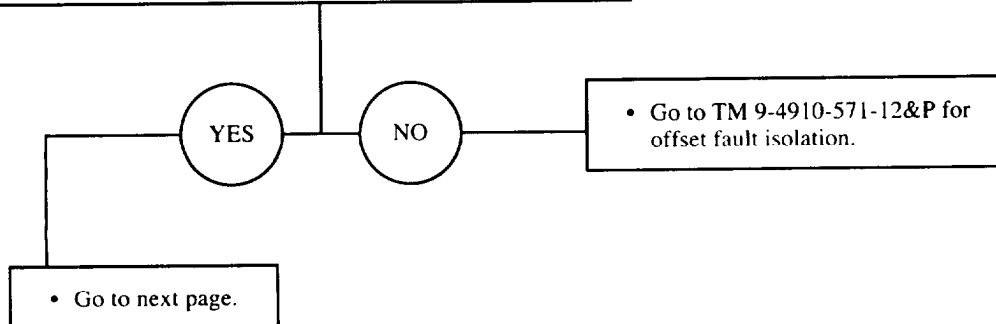 YES
NO
• Go to TM 9-4910-571-12&P for
offset fault isolation.
• Go to next page.